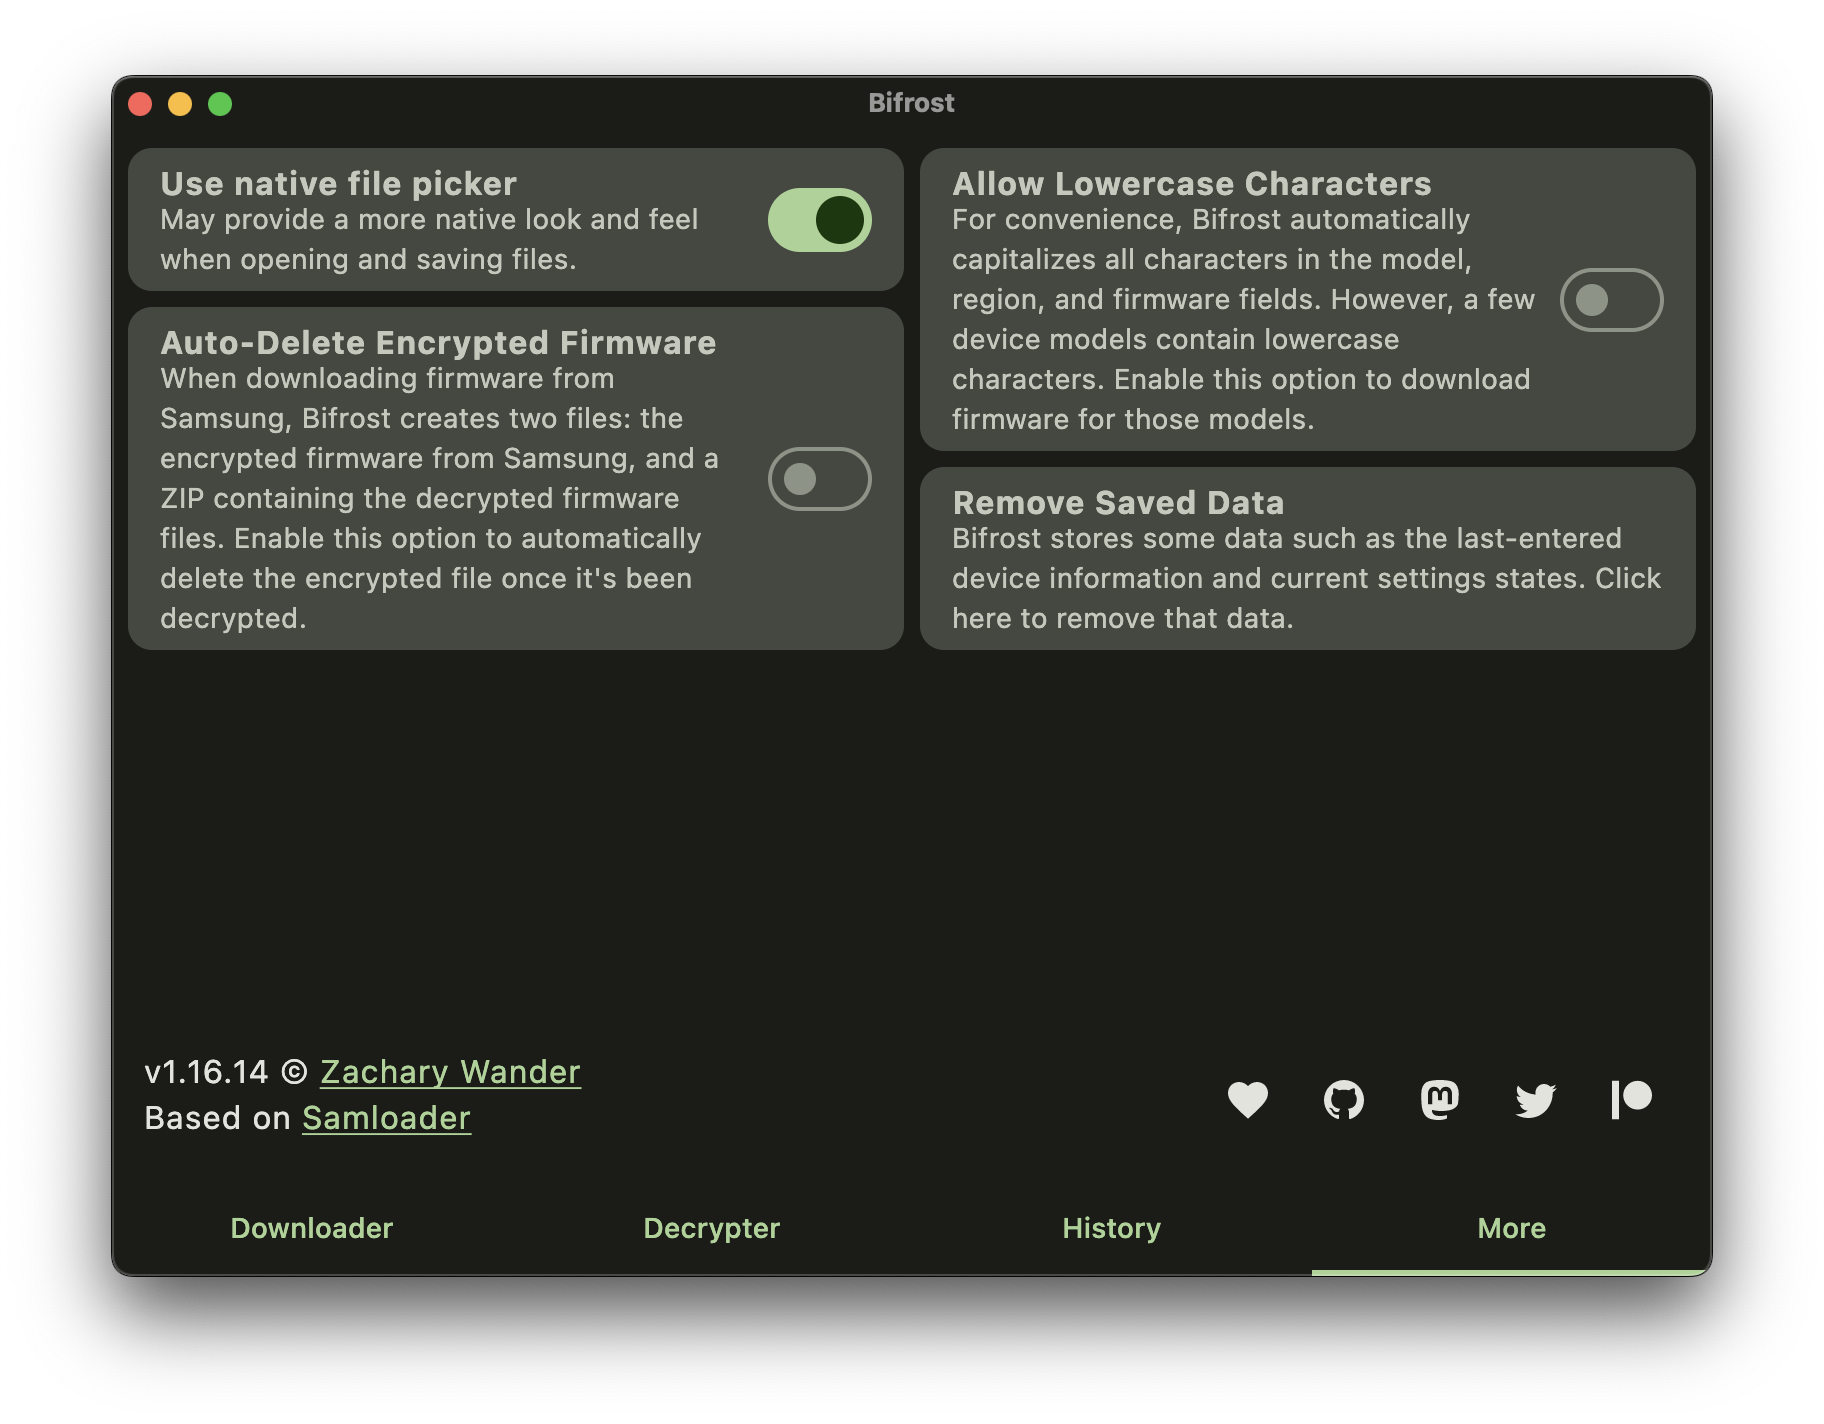 Bifrost
Use native file picker
May provide a more native look and feel
when opening and saving files.
Auto-Delete Encrypted Firmware
When downloading firmware from
Samsung, Bifrost creates two files: the
encrypted firmware from Samsung, and a
ZIP containing the decrypted firmware
files. Enable this option to automatically
delete the encrypted file once it's been
decrypted.
Allow Lowercase Characters
For convenience, Bifrost automatically
capitalizes all characters in the model,
region, and firmware fields. However, a few
device models contain lowercase
characters. Enable this option to download
firmware for those models.
Remove Saved Data
Bifrost stores some data such as the last-entered
device information and current settings states. Click
here to remove that data.
v1.16.14 © Zachary Wander
Based on Samloader
Downloader
Decrypter
History
More